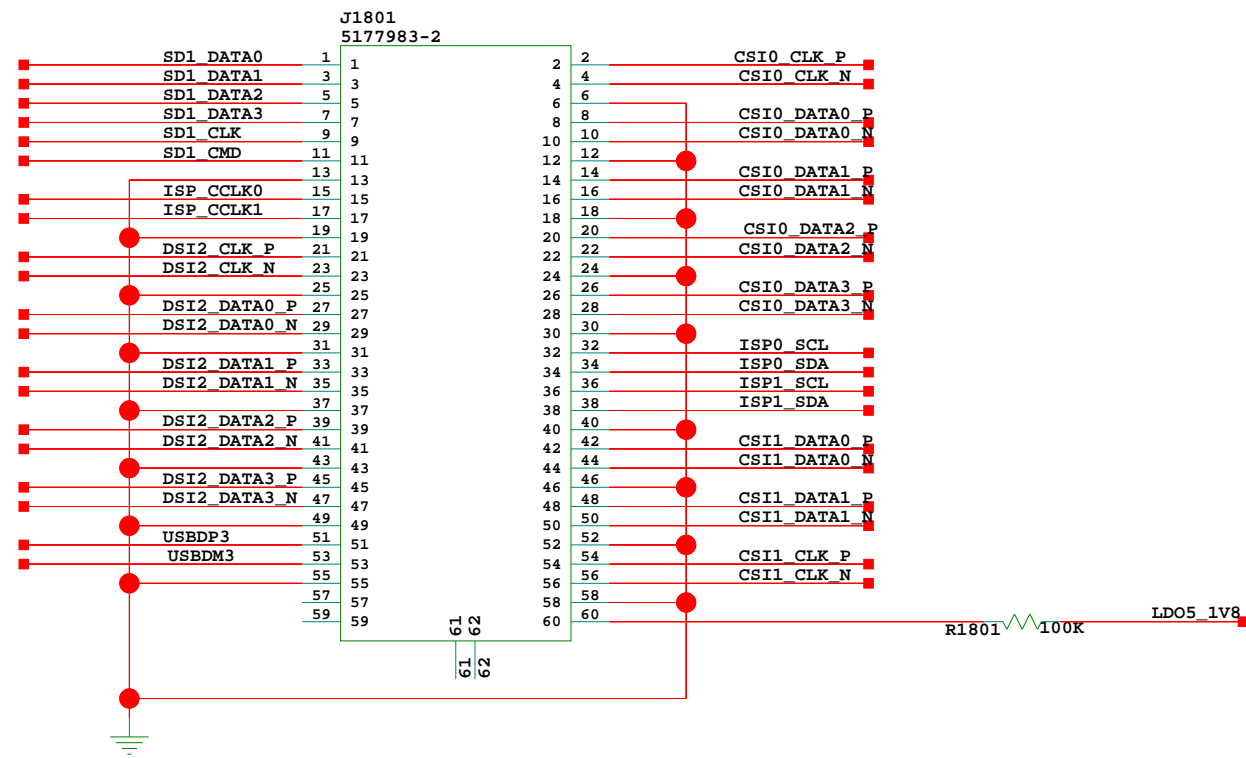 J1801
5177983-2
SD1_DATA0 1 1 2 2 CSI0_CLK_P
SD1_DATA1 3 3 4 4 CSI0_CLK_N
SD1_DATA2 5 5 6 6
SD1_DATA3 7 7 8 8 CSI0_DATA0_P
SD1_CLK 9 9 10 10 CSI0_DATA0_N
SD1_CMD 11 11 12 12
13 13 14 14 CSI0_DATA1_P
ISP_CCLK0 15 15 16 16 CSI0_DATA1_N
ISP_CCLK1 17 17 18 18
19 19 20 20 CSI0_DATA2_P
DSI2_CLK_P 21 21 22 22 CSI0_DATA2_N
DSI2_CLK_N 23 23 24 24
25 25 26 26 CSI0_DATA3_P
DSI2_DATA0_P 27 27 28 28 CSI0_DATA3_N
DSI2_DATA0_N 29 29 30 30
31 31 32 32 ISP0_SCL
DSI2_DATA1_P 33 33 34 34 ISP0_SDA
DSI2_DATA1_N 35 35 36 36 ISP1_SCL
37 37 38 38 ISP1_SDA
DSI2_DATA2_P 39 39 40 40
DSI2_DATA2_N 41 41 42 42 CSI1_DATA0_P
43 43 44 44 CSI1_DATA0_N
DSI2_DATA3_P 45 45 46 46
DSI2_DATA3_N 47 47 48 48 CSI1_DATA1_P
49 49 50 50 CSI1_DATA1_N
USBDP3 51 51 52 52
USBDM3 53 53 54 54 CSI1_CLK_P
55 55 56 56 CSI1_CLK_N
57 57 58 58
59 59 60 60 LDO5_1V8
R1801 100K
61 62
61 62